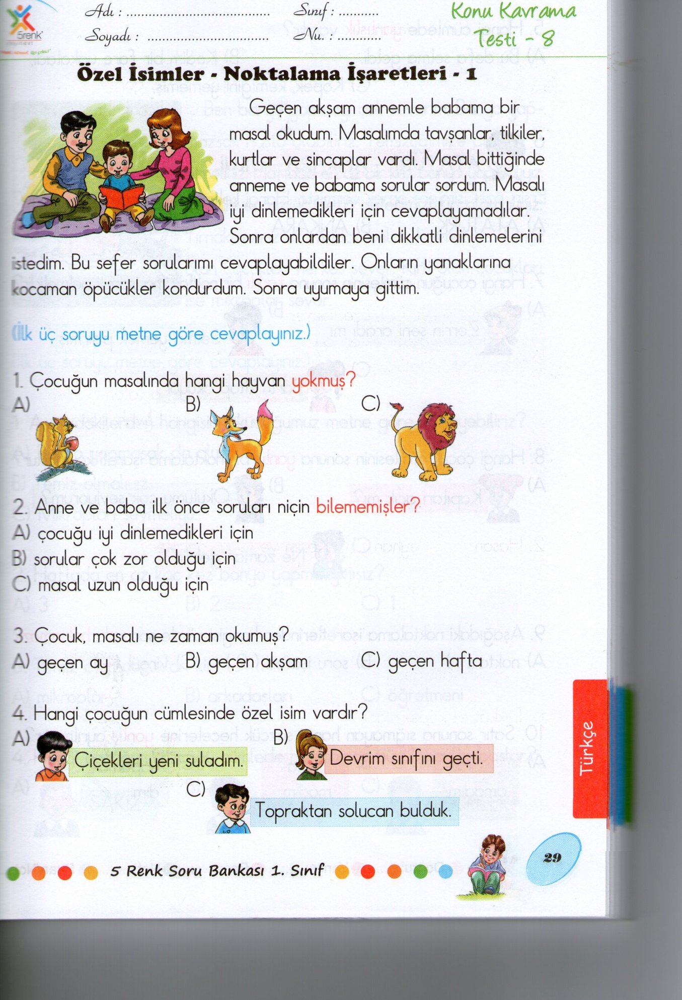 5renk
Adı : ....................................
Sınıf : ..........
Konu Kavrama
Soyadı : ..............................
Nu. : ...........
Testi - 8
Özel İsimler - Noktalama İşaretleri - 1
Geçen akşam annemle babama bir
masal okudum. Masalımda tavşanlar, tilkiler,
kurtlar ve sincaplar vardı. Masal bittiğinde
anneme ve babama sorular sordum. Masalı
iyi dinlemedikleri için cevaplayamadılar.
Sonra onlardan beni dikkatli dinlemelerini
istedim. Bu sefer sorularımı cevaplayabildiler. Onların yanaklarına
kocaman öpücükler kondurdum. Sonra uyumaya gittim.
(İlk üç soruyu metne göre cevaplayınız.)
1. Çocuğun masalında hangi hayvan yokmuş?
A)
B)
C)
2. Anne ve baba ilk önce soruları niçin bilememişler?
A) çocuğu iyi dinlemedikleri için
B) sorular çok zor olduğu için
C) masal uzun olduğu için
3. Çocuk, masalı ne zaman okumuş?
A) geçen ay
B) geçen akşam
C) geçen hafta
4. Hangi çocuğun cümlesinde özel isim vardır?
A)
Çiçekleri yeni suladım.
B)
Devrim sınıfını geçti.
C)
Topraktan solucan bulduk.
Türkçe
5 Renk Soru Bankası 1. Sınıf
29